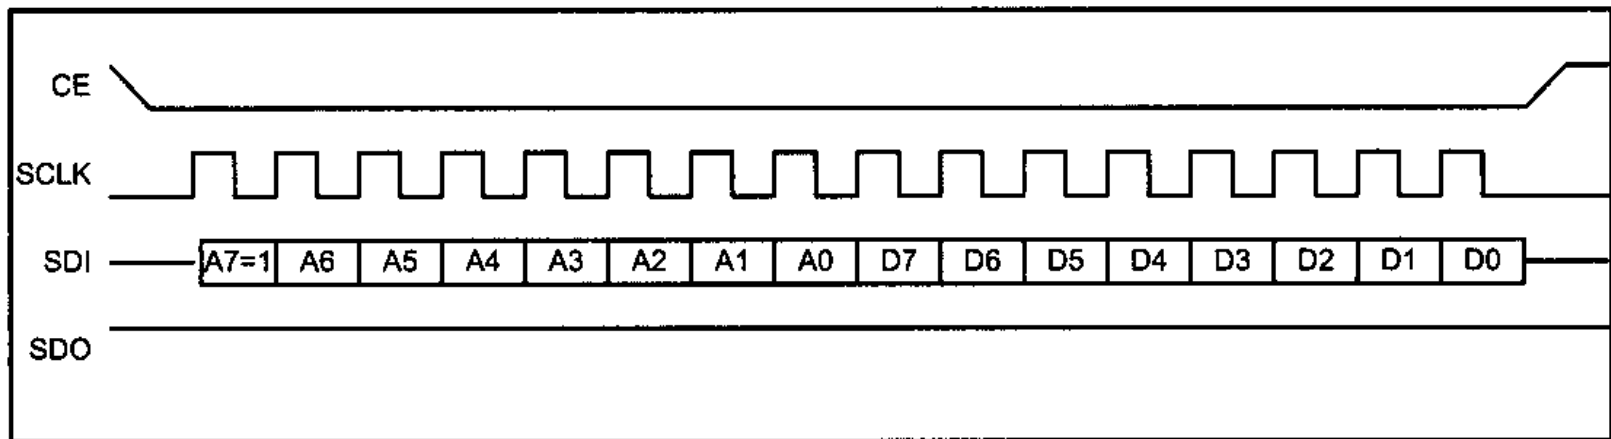 CE
SCLK
SDI A7=1 A6 A5 A4 A3 A2 A1 A0 D7 D6 D5 D4 D3 D2 D1 D0
SDO